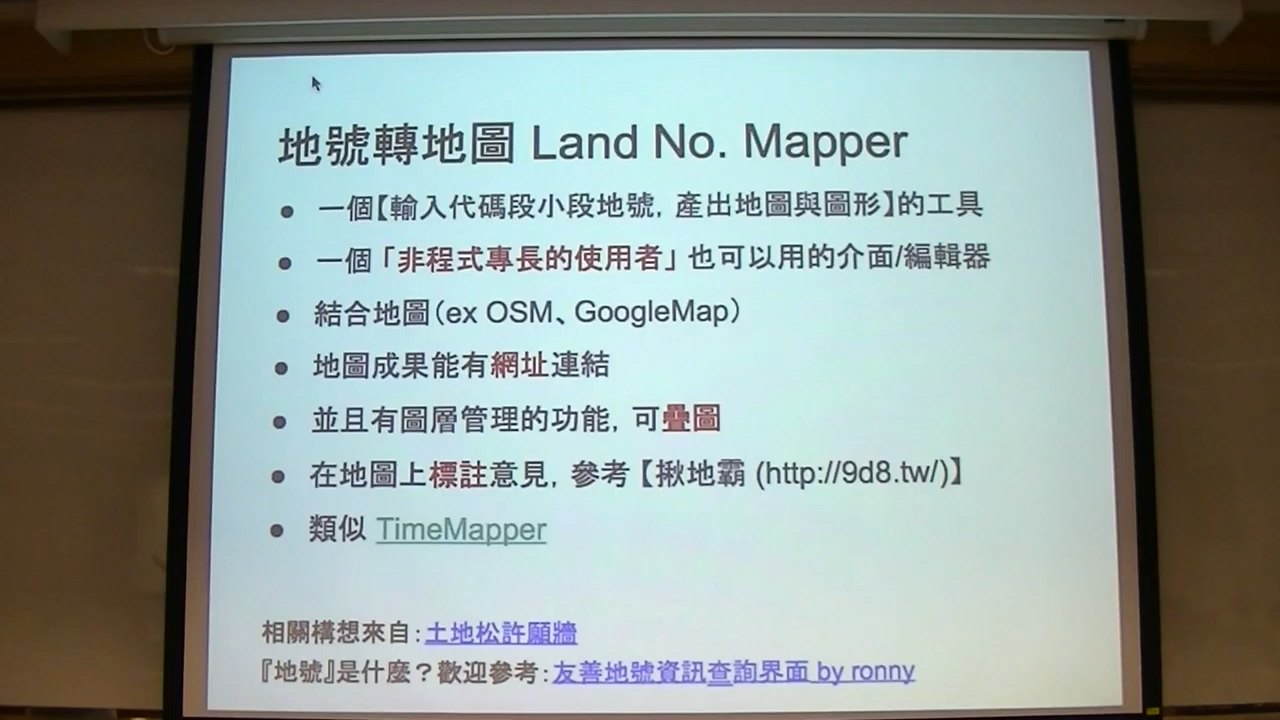 地號轉地圖 Land No. Mapper
● 一個【輸入代碼段小段地號, 產出地圖與圖形】的工具
● 一個「非程式專長的使用者」也可以用的介面/編輯器
● 結合地圖(ex OSM、GoogleMap)
● 地圖成果能有網址連結
● 並且有圖層管理的功能, 可疊圖
● 在地圖上標註意見, 參考【揪地霸 (http://9d8.tw/)】
● 類似 TimeMapper
相關構想來自：土地松許願牆
『地號』是什麼？歡迎參考：友善地號資訊查詢界面 by ronny